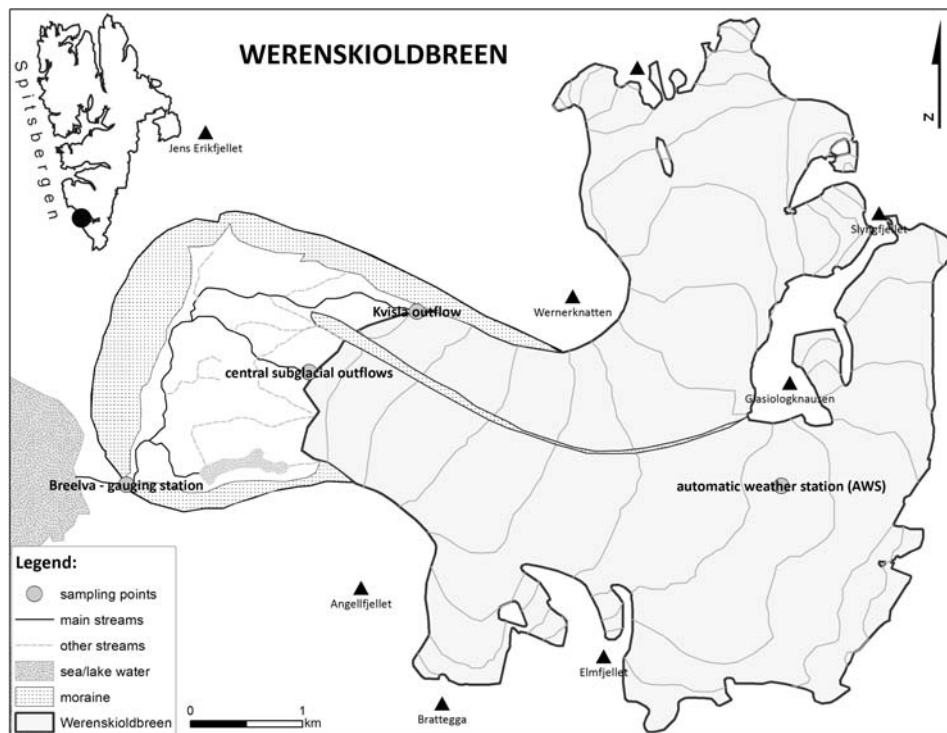 WERENSKIOLDBREEN
Spitsbergen
N
Jens Erikfjellet
Slyngfjellet
Wernerknatten
Kvisla outflow
central subglacial outflows
Glasiologknausen
Breelva - gauging station
automatic weather station (AWS)
Angellfjellet
Elmfjellet
Brattegga
Legend:
sampling points
main streams
other streams
sea/lake water
moraine
Werenskioldbreen
0 1
km